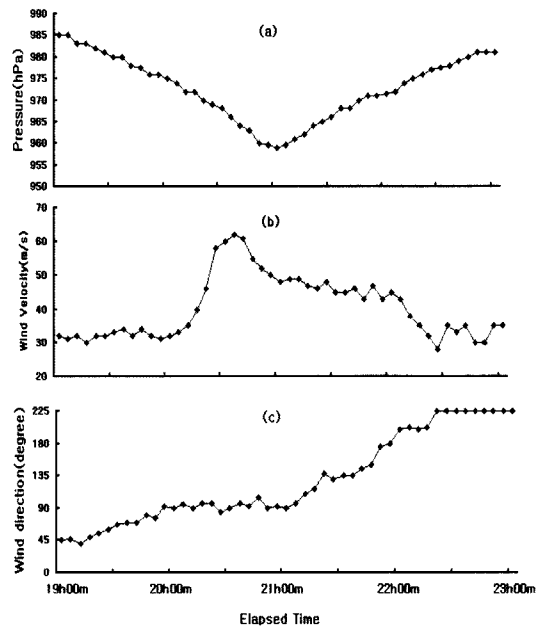 (a)
Pressure(hPa)
990
985
980
975
970
965
960
955
950
(b)
Wind Velocity(m/s)
70
60
50
40
30
20
(c)
Wind direction(degree)
225
180
135
90
45
0
19h00m 20h00m 21h00m 22h00m 23h00m
Elapsed Time